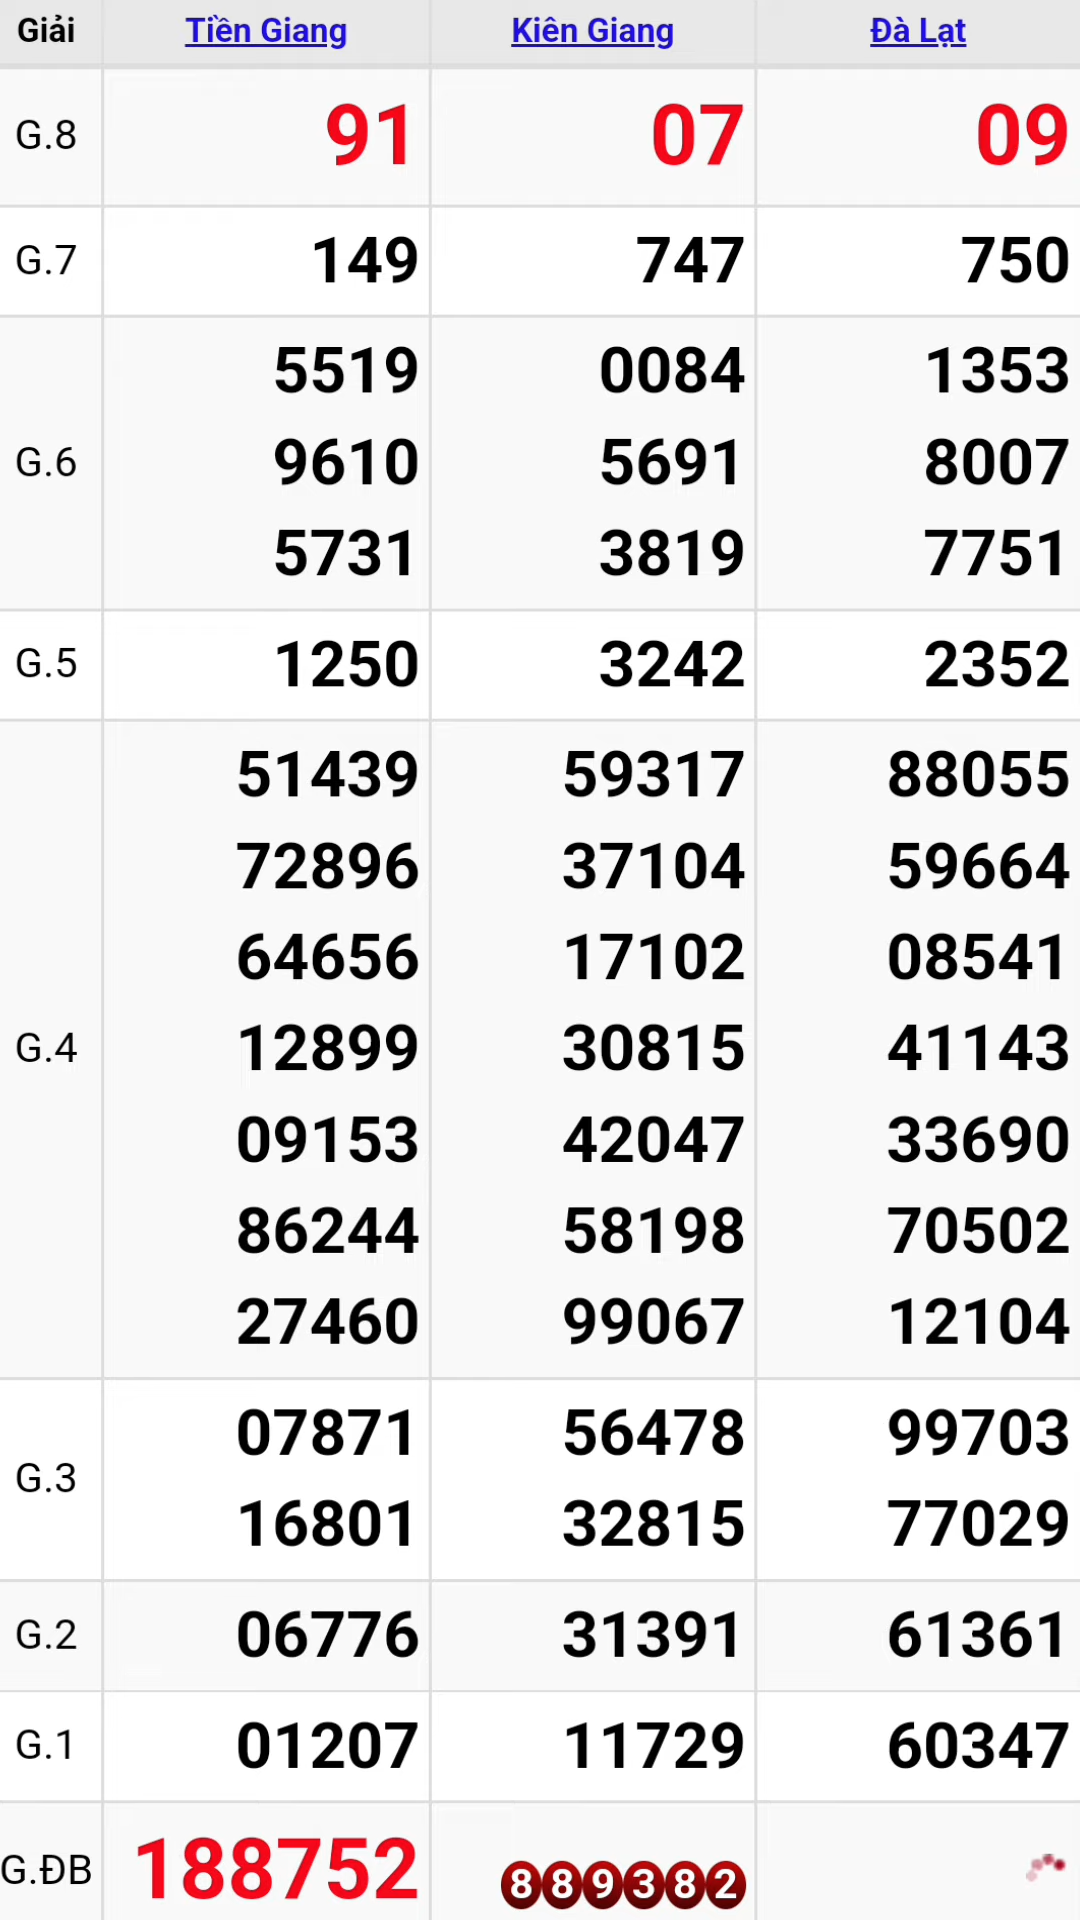 Giải Tiền Giang Kiên Giang Đà Lạt
G.8 91 07 09
G.7 149 747 750
5519 0084 1353
G.6 9610 5691 8007
5731 3819 7751
G.5 1250 3242 2352
51439 59317 88055
72896 37104 59664
64656 17102 08541
G.4 12899 30815 41143
09153 42047 33690
86244 58198 70502
27460 99067 12104
G.3 07871 56478 99703
16801 32815 77029
G.2 06776 31391 61361
G.1 01207 11729 60347
G.ĐB 188752 889382